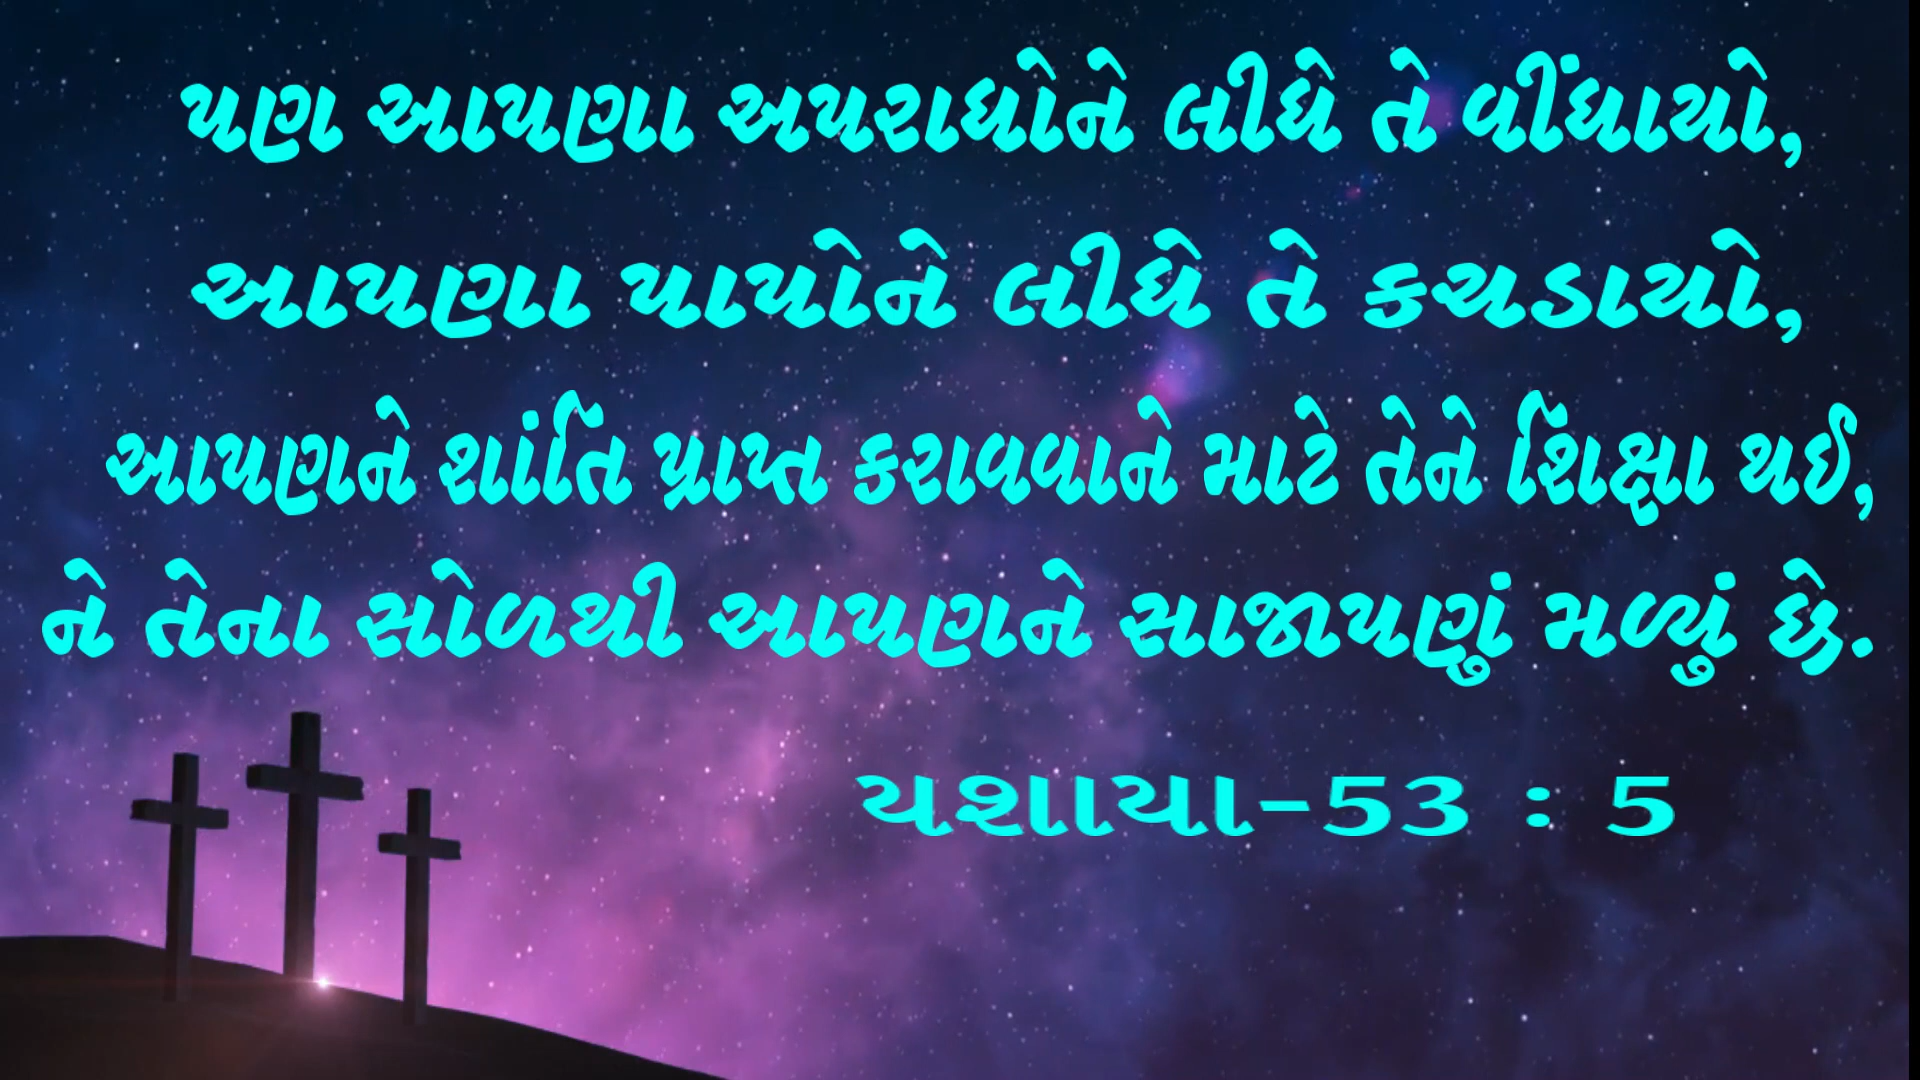 પણ આપણા અપરાધોને લીધે તે વીંધાયો,
આપણા પાપોને લીધે તે કચડાયો,
આપણને શાંતિ પ્રાપ્ત કરાવવાને માટે તેને શિક્ષા થઈ,
ને તેના સોળથી આપણને સાજાપણું મળ્યું છે.
યશાયા-53 : 5